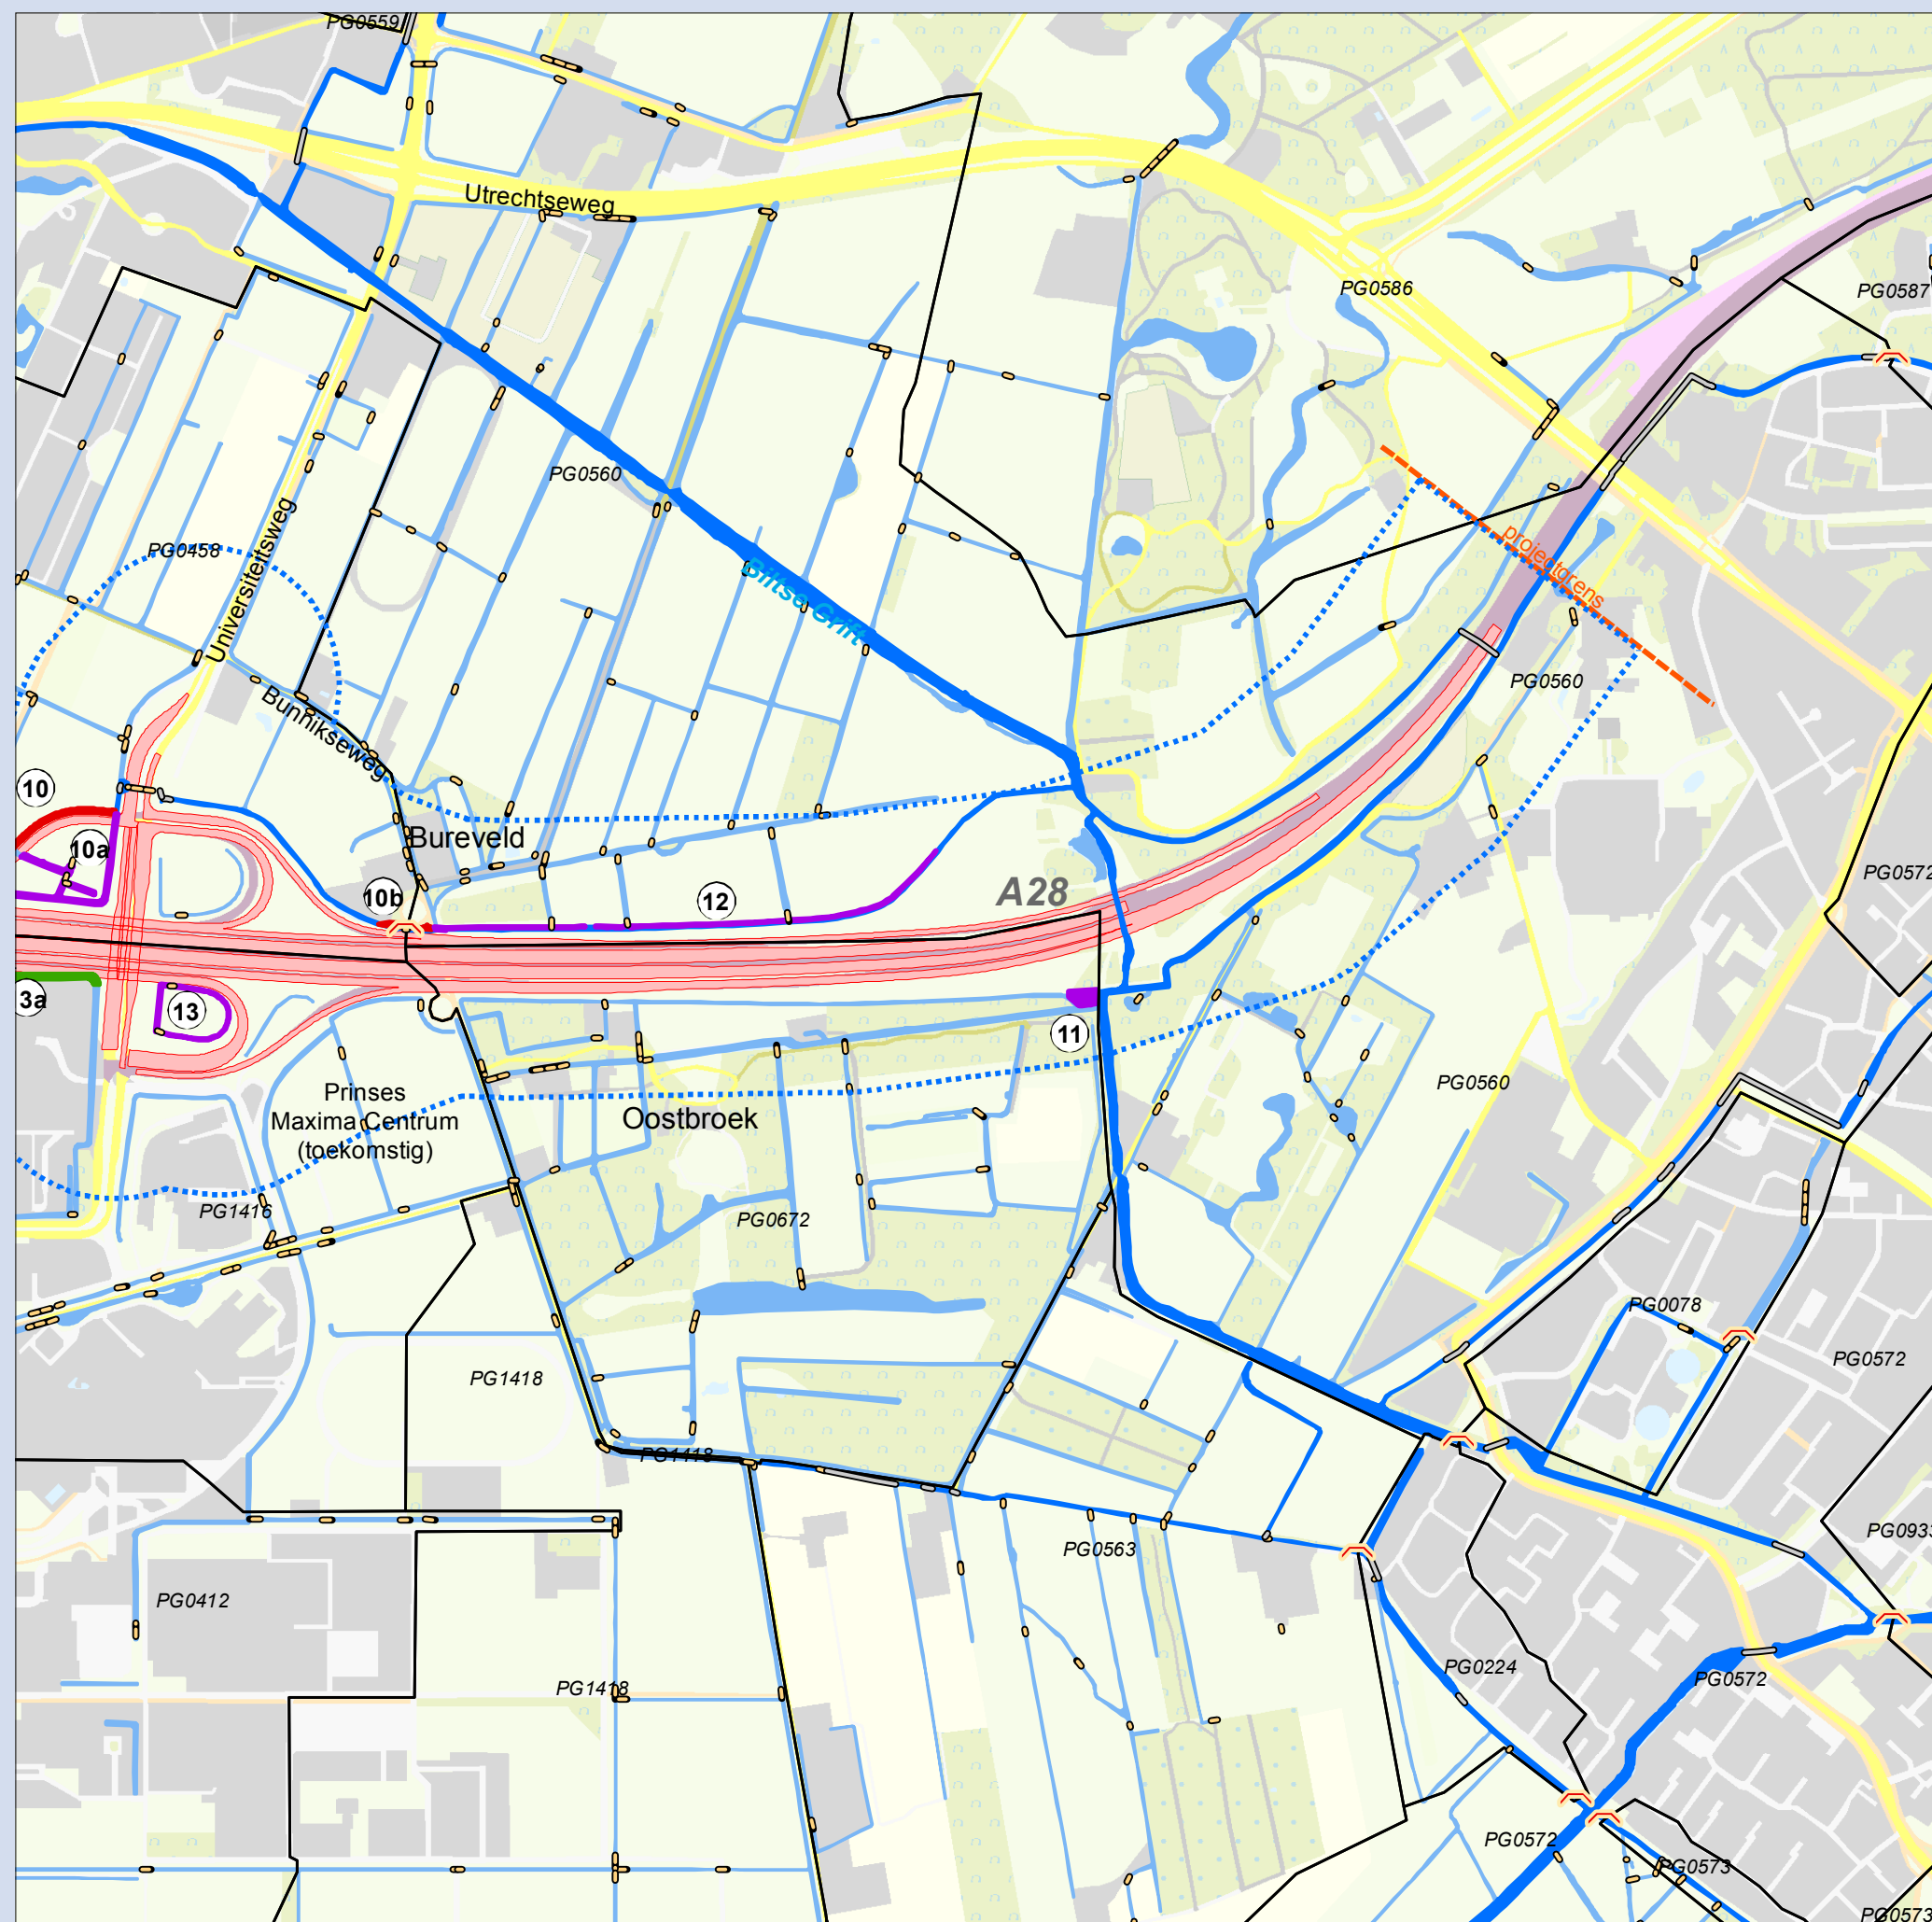 PG0559
Utrechtseweg
PG0586
PG0587
PG0560
projectgrens
PG0458
Universiteitsweg
Biltse Grift
PG0560
Bunnikseweg
10
Bureveld
10a
PG0572
10b
12
A28
3a
13
11
Prinses
Maxima Centrum
(toekomstig)
PG0560
Oostbroek
PG1416
PG0672
PG0078
PG0572
PG1418
PG1418
PG0933
PG0563
PG0412
PG0224
PG0572
PG1418
PG0572
PG0573
PG0573